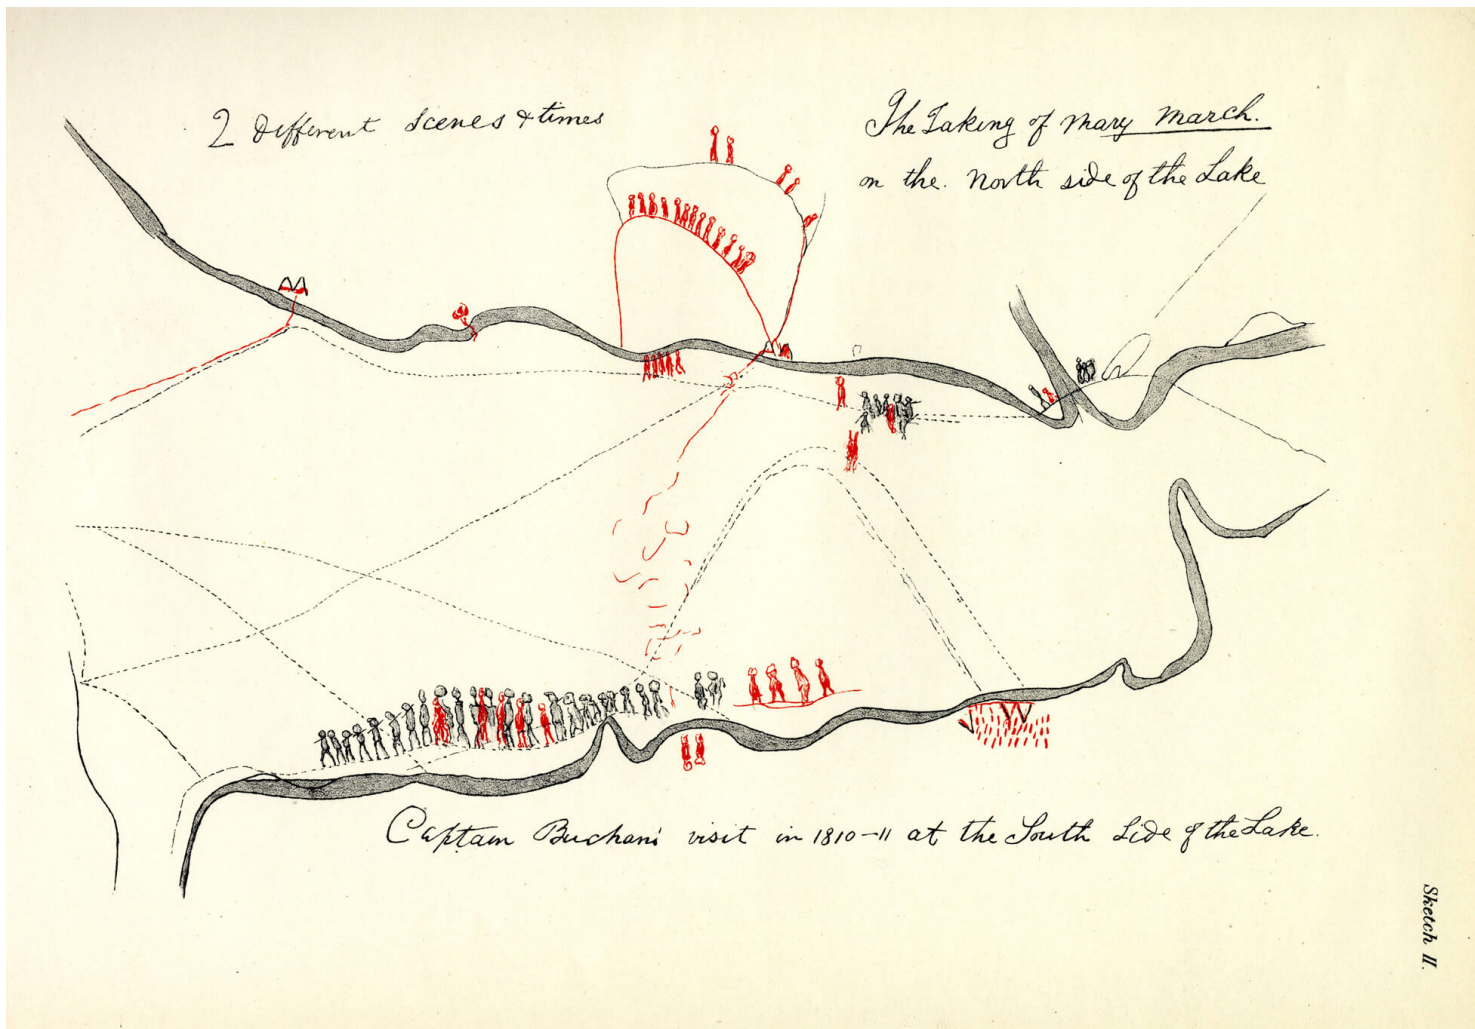 2 Different Scenes & times
The Taking of Mary March.
on the. North side of the Lake
Captain Buchan's visit in 1810-11 at the South Side of the Lake.
Sketch II.